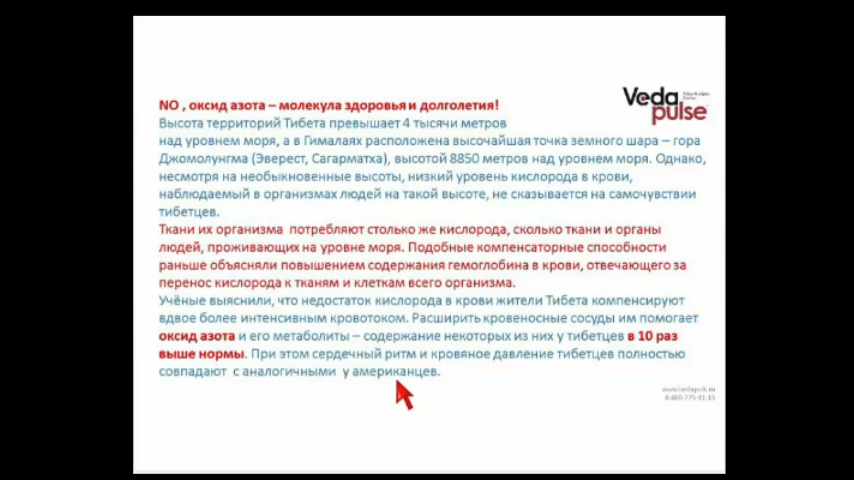 NO , оксид азота – молекула здоровья и долголетия!
Veda
pulse
Высота территорий Тибета превышает 4 тысячи метров
над уровнем моря, а в Гималаях расположена высочайшая точка земного шара – гора
Джомолунгма (Эверест, Сагарматха), высотой 8850 метров над уровнем моря. Однако,
несмотря на необыкновенные высоты, низкий уровень кислорода в крови,
наблюдаемый в организмах людей на такой высоте, не сказывается на самочувствии
тибетцев.
Ткани их организма потребляют столько же кислорода, сколько ткани и органы
людей, проживающих на уровне моря. Подобные компенсаторные способности
раньше объясняли повышением содержания гемоглобина в крови, отвечающего за
перенос кислорода к тканям и клеткам всего организма.
Учёные выяснили, что недостаток кислорода в крови жители Тибета компенсируют
вдвое более интенсивным кровотоком. Расширить кровеносные сосуды им помогает
оксид азота и его метаболиты – содержание некоторых из них у тибетцев в 10 раз
выше нормы. При этом сердечный ритм и кровяное давление тибетцев полностью
совпадают с аналогичными у американцев.